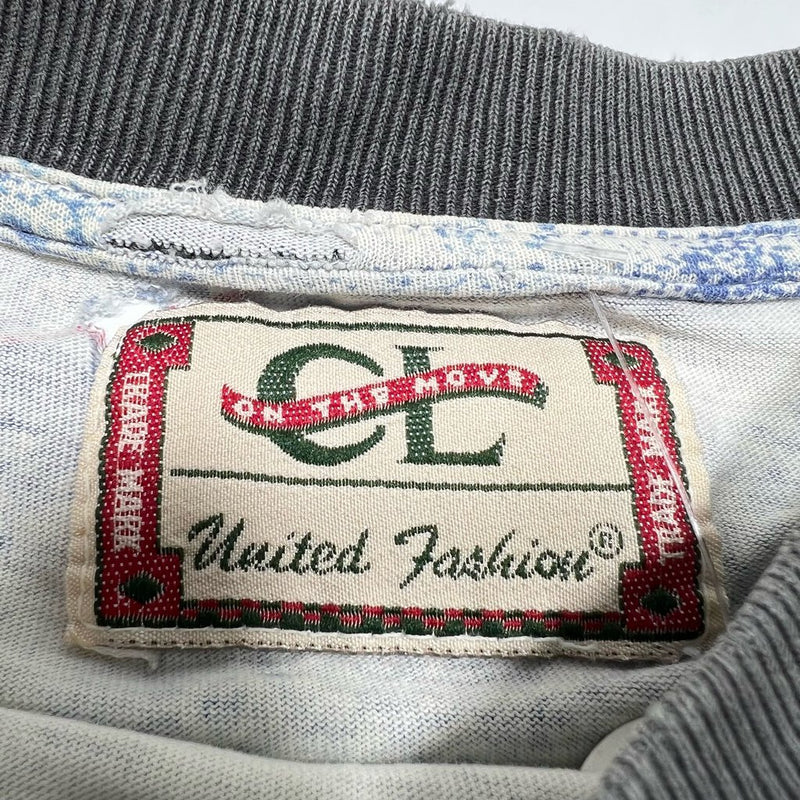 CL
ON THE MOVE
United Fashion®
TRADE MARK
TRADE MARK